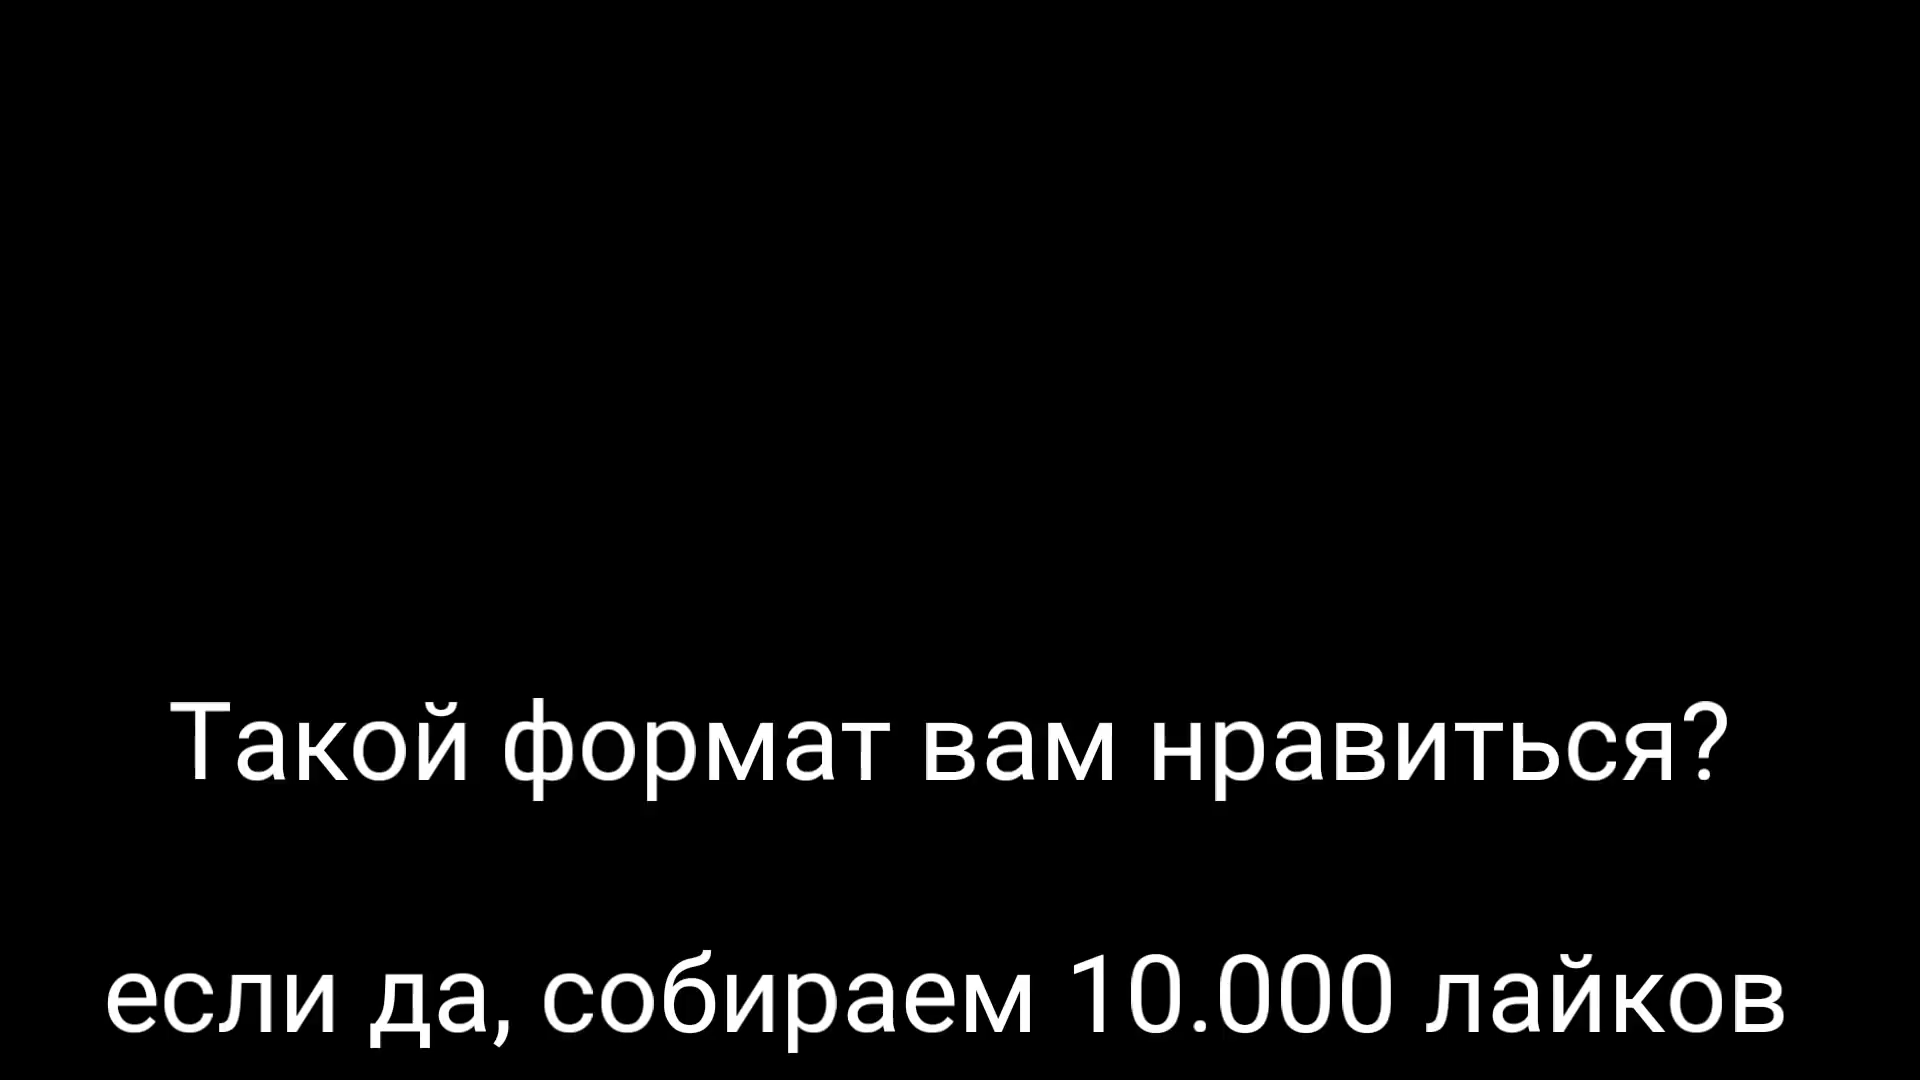 Такой формат вам нравиться?
если да, собираем 10.000 лайков